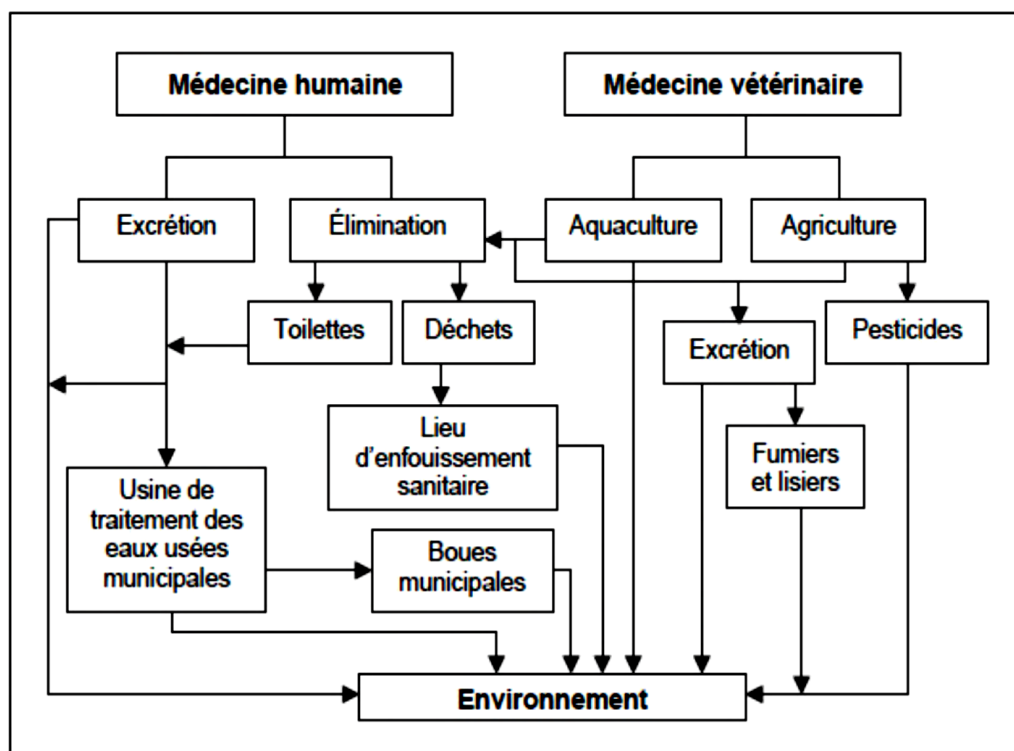 Médecine humaine
Médecine vétérinaire
Excrétion
Élimination
Aquaculture
Agriculture
Toilettes
Déchets
Excrétion
Pesticides
Lieu
d'enfouissement
sanitaire
Fumiers
et lisiers
Usine de
traitement des
eaux usées
municipales
Boues
municipales
Environnement